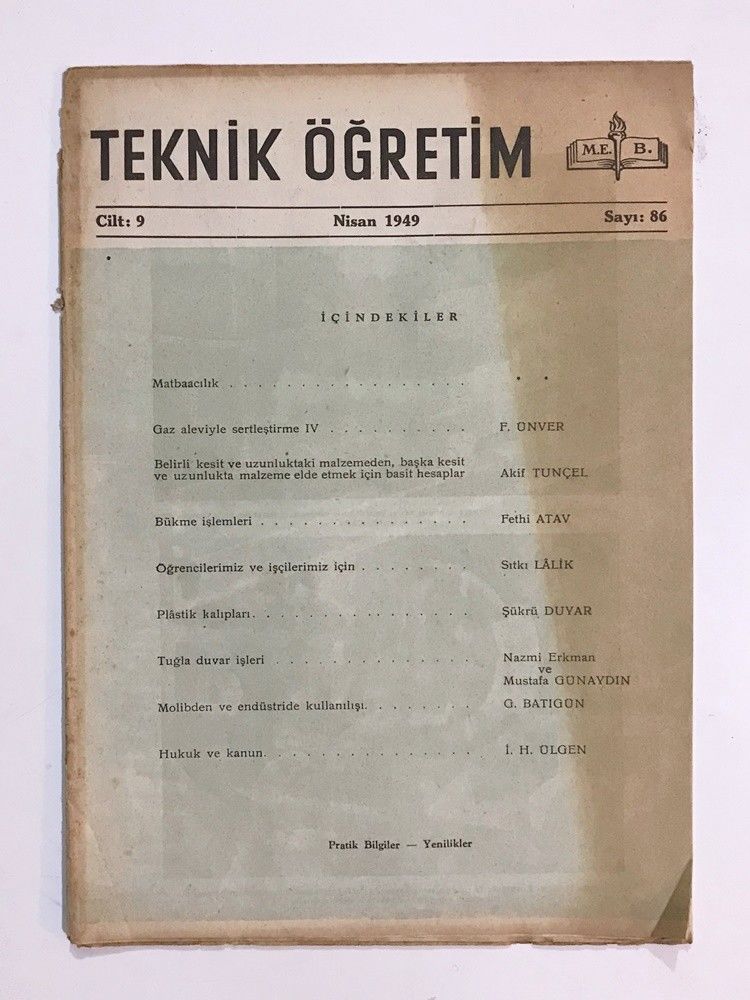 TEKNİK ÖĞRETİM
M.E. B.
Cilt: 9 Nisan 1949 Sayı: 86
İÇİNDEKİLER
Matbaacılık . . . . . . . . . . . . . . . . . . • •
Gaz aleviyle sertleştirme IV . . . . . . . . . . F. ÜNVER
Belirli kesit ve uzunluktaki malzemeden, başka kesit
ve uzunlukta malzeme elde etmek için basit hesaplar Akif TUNÇEL
Bükme işlemleri . . . . . . . . . . . . . . . Fethi ATAV
Öğrencilerimiz ve işçilerimiz için . . . . . . . . Sıtkı LÂLİK
Plâstik kalıpları. . . . . . . . . . . . . . . . Şükrü DUYAR
Tuğla duvar işleri . . . . . . . . . . . . . . Nazmi Erkman
ve
Mustafa GÜNAYDIN
Molibden ve endüstride kullanılışı. . . . . . . . G. BATIGÜN
Hukuk ve kanun. . . . . . . . . . . . . . . İ. H. ÜLGEN
Pratik Bilgiler — Yenilikler